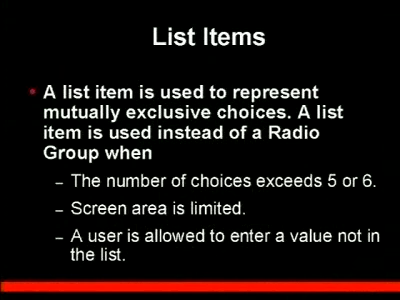 List Items
• A list item is used to represent
mutually exclusive choices. A list
item is used instead of a Radio
Group when
– The number of choices exceeds 5 or 6.
– Screen area is limited.
– A user is allowed to enter a value not in
the list.